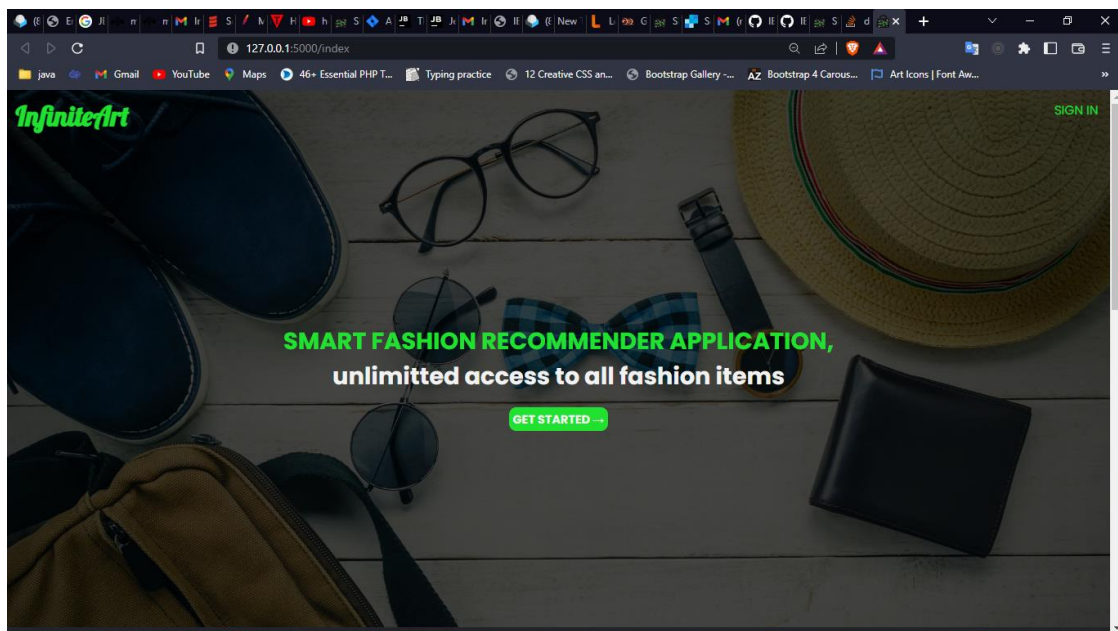 127.0.0.1:5000/index
java
Gmail
YouTube
Maps
46+ Essential PHP T...
Typing practice
12 Creative CSS an...
Bootstrap Gallery -...
Bootstrap 4 Carous...
Art Icons | Font Aw...
»
InfiniteArt
SIGN IN
SMART FASHION RECOMMENDER APPLICATION,
unlimitted access to all fashion items
GET STARTED →